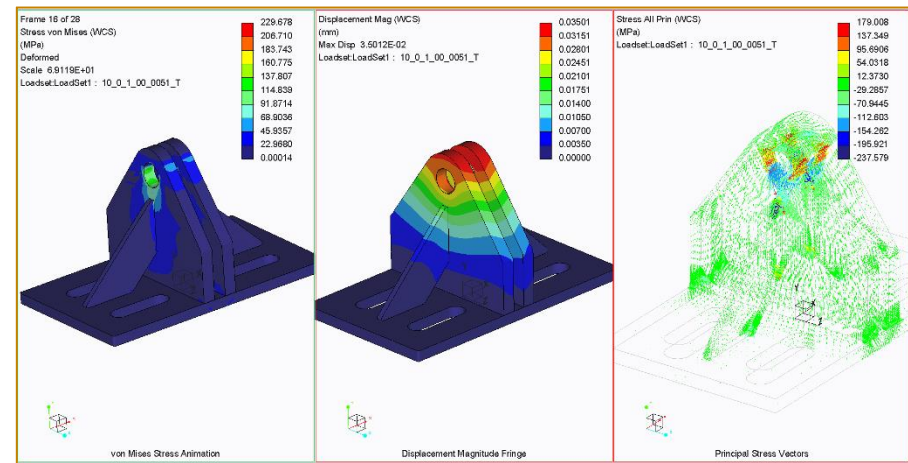 Frame 16 of 28
Stress von Mises (WCS)
(MPa)
Deformed
Scale 6.9119E+01
Loadset:LoadSet1 : 10_0_1_00_0051_T
229.678
206.710
183.743
160.775
137.807
114.839
91.8714
68.9036
45.9357
22.9680
0.00014
von Mises Stress Animation
Displacement Mag (WCS)
(mm)
Max Disp 3.5012E-02
Loadset:LoadSet1 : 10_0_1_00_0051_T
0.03501
0.03151
0.02801
0.02451
0.02101
0.01751
0.01400
0.01050
0.00700
0.00350
0.00000
Displacement Magnitude Fringe
Stress All Prin (WCS)
(MPa)
Loadset:LoadSet1 : 10_0_1_00_0051_T
179.008
137.349
95.6906
54.0318
12.3730
-29.2857
-70.9445
-112.603
-154.262
-195.921
-237.579
Principal Stress Vectors